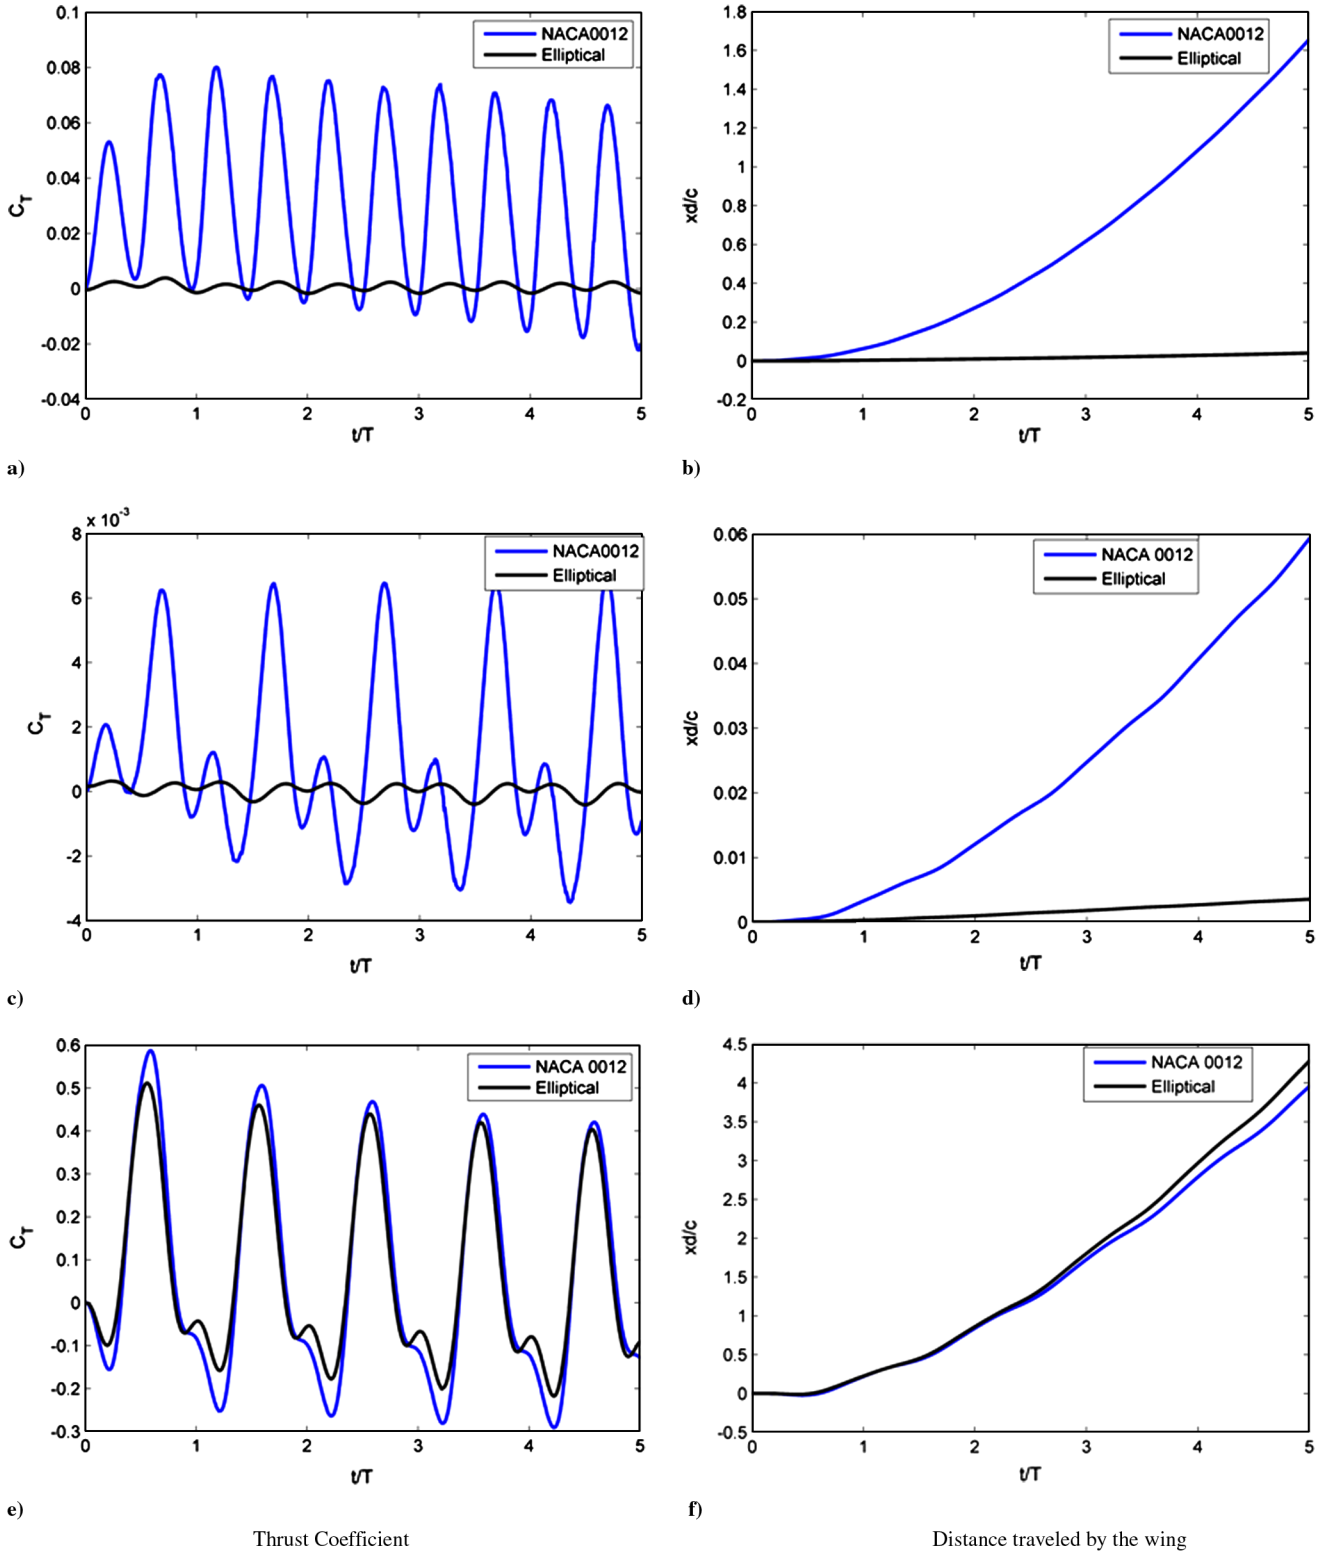 0.1
0.08
0.06
0.04
0.02
0
-0.02
-0.04
C_T
NACA0012
Elliptical
0 1 2 3 4 5
t/T
a)
1.8
1.6
1.4
1.2
1
0.8
0.6
0.4
0.2
0
-0.2
xd/c
NACA0012
Elliptical
0 1 2 3 4 5
t/T
b)
x 10^-3
8
6
4
2
0
-2
-4
C_T
NACA0012
Elliptical
0 1 2 3 4 5
t/T
c)
0.06
0.05
0.04
0.03
0.02
0.01
0
xd/c
NACA 0012
Elliptical
0 1 2 3 4 5
t/T
d)
0.6
0.5
0.4
0.3
0.2
0.1
0
-0.1
-0.2
-0.3
C_T
NACA 0012
Elliptical
0 1 2 3 4 5
t/T
e)
4.5
4
3.5
3
2.5
2
1.5
1
0.5
0
-0.5
xd/c
NACA 0012
Elliptical
0 1 2 3 4 5
t/T
f)
Thrust Coefficient
Distance traveled by the wing